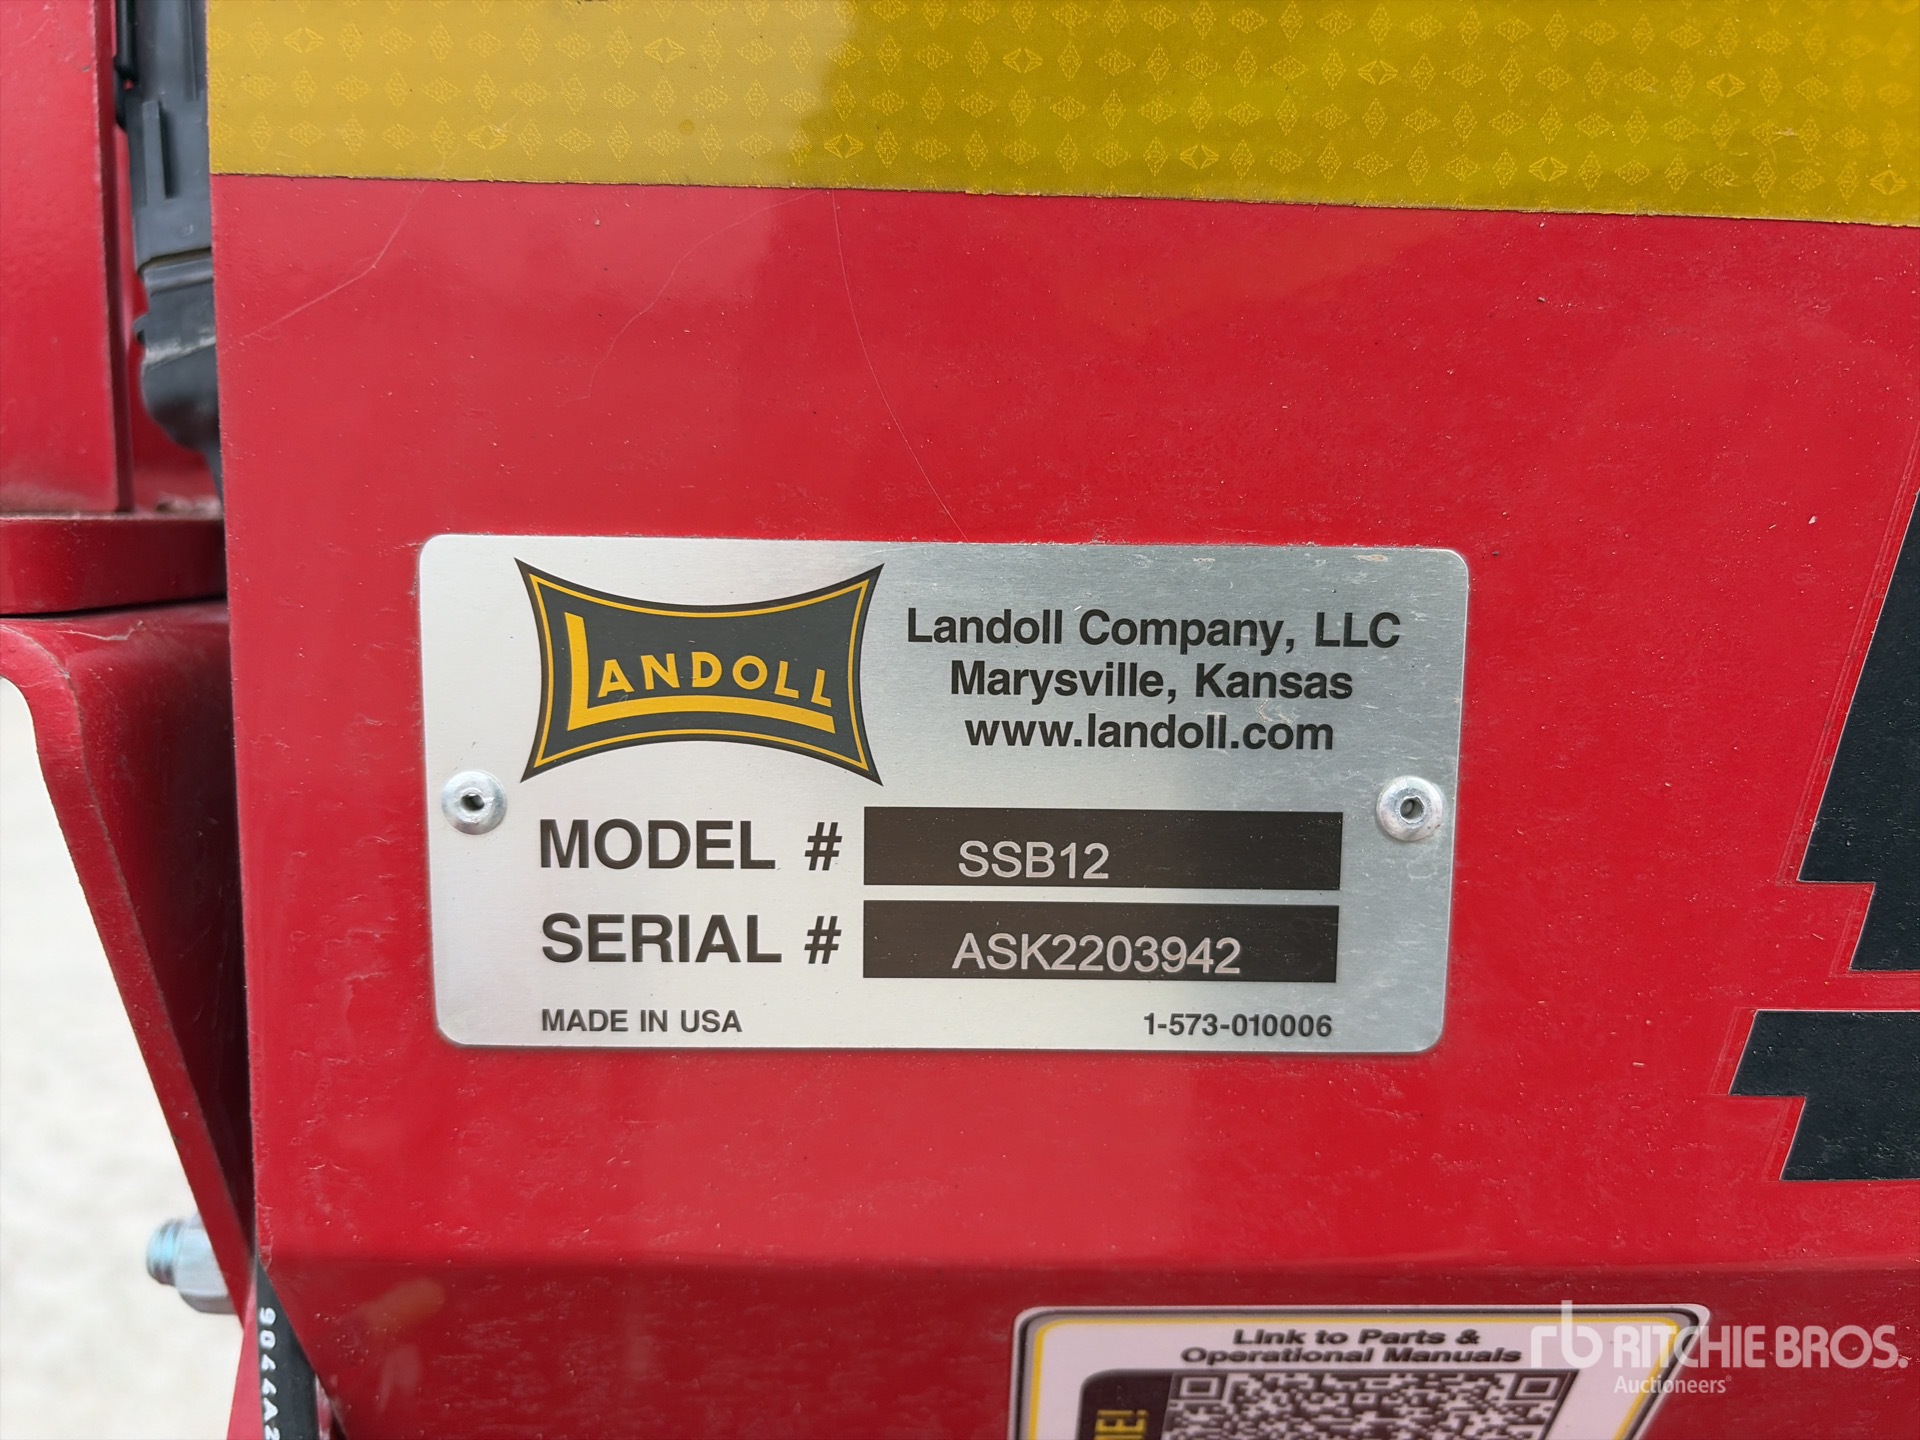 LANDOLL
Landoll Company, LLC
Marysville, Kansas
www.landoll.com
MODEL # SSB12
SERIAL # ASK2203942
MADE IN USA 1-573-010006
Link to Parts &
Operational Manuals
rb RITCHIE BROS.
Auctioneers